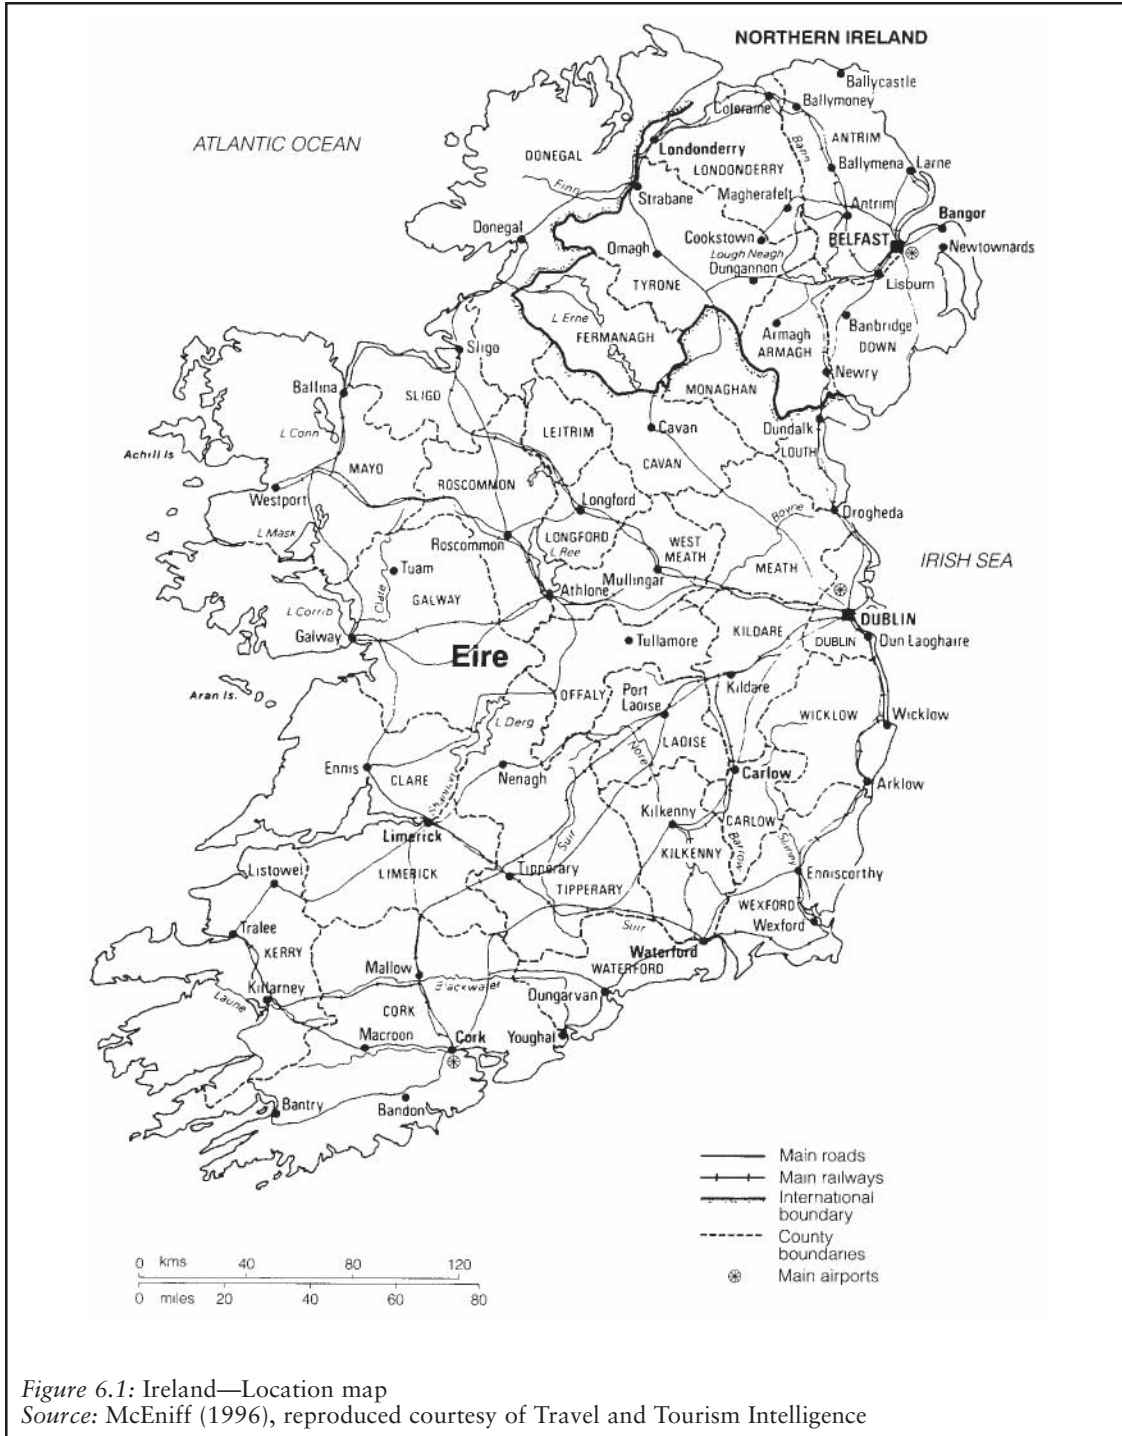 NORTHERN IRELAND
Ballycastle
Coleraine
Ballymoney
ATLANTIC OCEAN
ANTRIM
Bann
Londonderry
DONEGAL
LONDONDERRY
Ballymena
Larne
Finn
Strabane
Magherafelt
Antrim
Bangor
Donegal
Cookstown
BELFAST
Newtownards
Omagh
Lough Neagh
Dungannon
Lisburn
TYRONE
L Erne
FERMANAGH
Armagh
ARMAGH
Banbridge
DOWN
Sligo
Newry
Ballina
SLIGO
MONAGHAN
L Conn
LEITRIM
Cavan
Dundalk
LOUTH
Achill Is
MAYO
CAVAN
Westport
ROSCOMMON
Longford
Boyne
Drogheda
L Mask
Roscommon
LONGFORD
L Ree
WEST
MEATH
MEATH
IRISH SEA
Tuam
Clare
GALWAY
Athlone
Mullingar
L Corrib
Galway
DUBLIN
Eire
Tullamore
KILDARE
DUBLIN
Dun Laoghaire
Aran Is.
OFFALY
Port
Laoise
Kildare
L Derg
WICKLOW
Wicklow
LAOISE
Nore
Ennis
CLARE
Nenagh
Carlow
Arklow
Shannon
Limerick
Suir
Kilkenny
CARLOW
KILKENNY
Barrow
Slaney
Listowel
LIMERICK
Tipperary
TIPPERARY
Enniscorthy
WEXFORD
Wexford
Tralee
KERRY
Suir
Waterford
WATERFORD
Mallow
Blackwater
Killarney
Laune
Dungarvan
CORK
Macroon
Cork
Youghal
Bantry
Bandon
Main roads
Main railways
International
boundary
County
boundaries
Main airports
0 kms 40 80 120
0 miles 20 40 60 80
Figure 6.1: Ireland—Location map
Source: McEniff (1996), reproduced courtesy of Travel and Tourism Intelligence